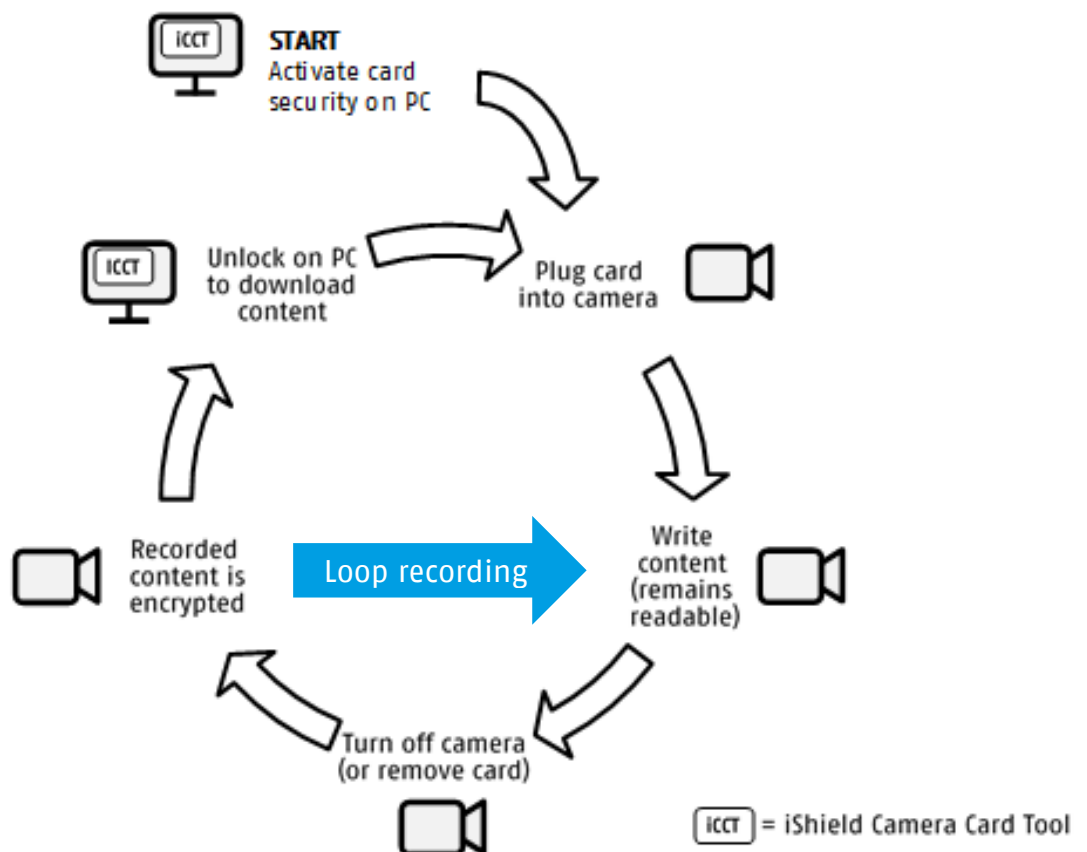 iCCT
START
Activate card
security on PC
iCCT
Unlock on PC
to download
content
Plug card
into camera
Recorded
content is
encrypted
Loop recording
Write
content
(remains
readable)
Turn off camera
(or remove card)
iCCT = iShield Camera Card Tool